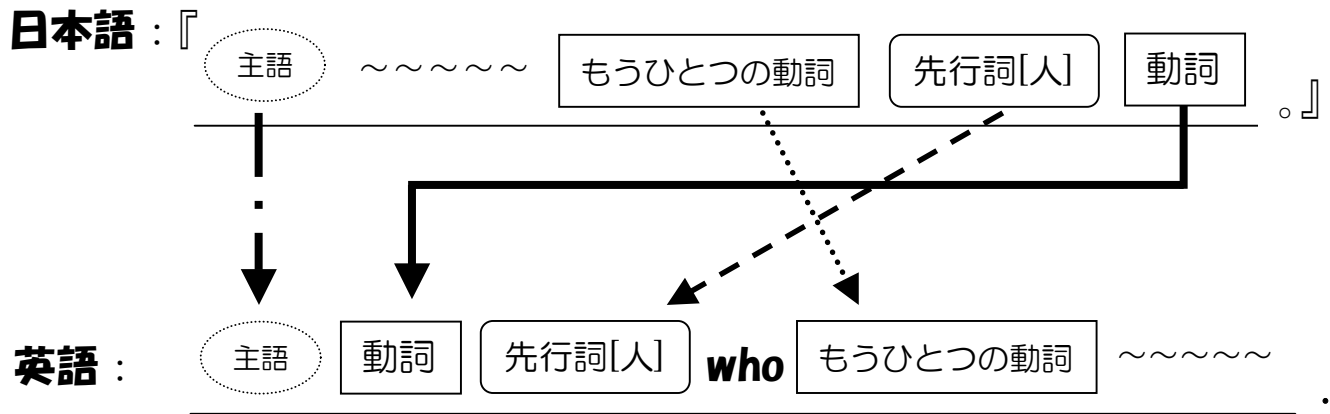 日本語：『主語 ～～～～～ もうひとつの動詞 先行詞[人] 動詞 。』
英語： 主語 動詞 先行詞[人] who もうひとつの動詞 ～～～～～ .